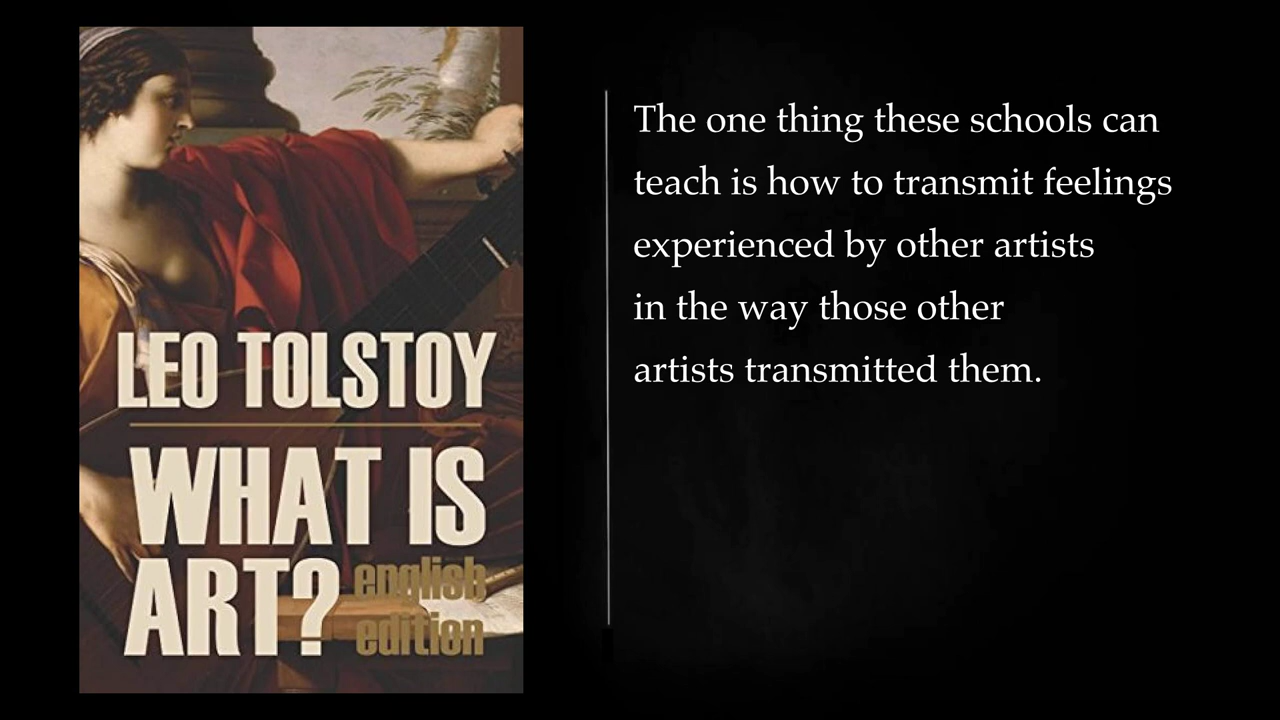 LEO TOLSTOY
WHAT IS
ART?
english
edition
The one thing these schools can
teach is how to transmit feelings
experienced by other artists
in the way those other
artists transmitted them.